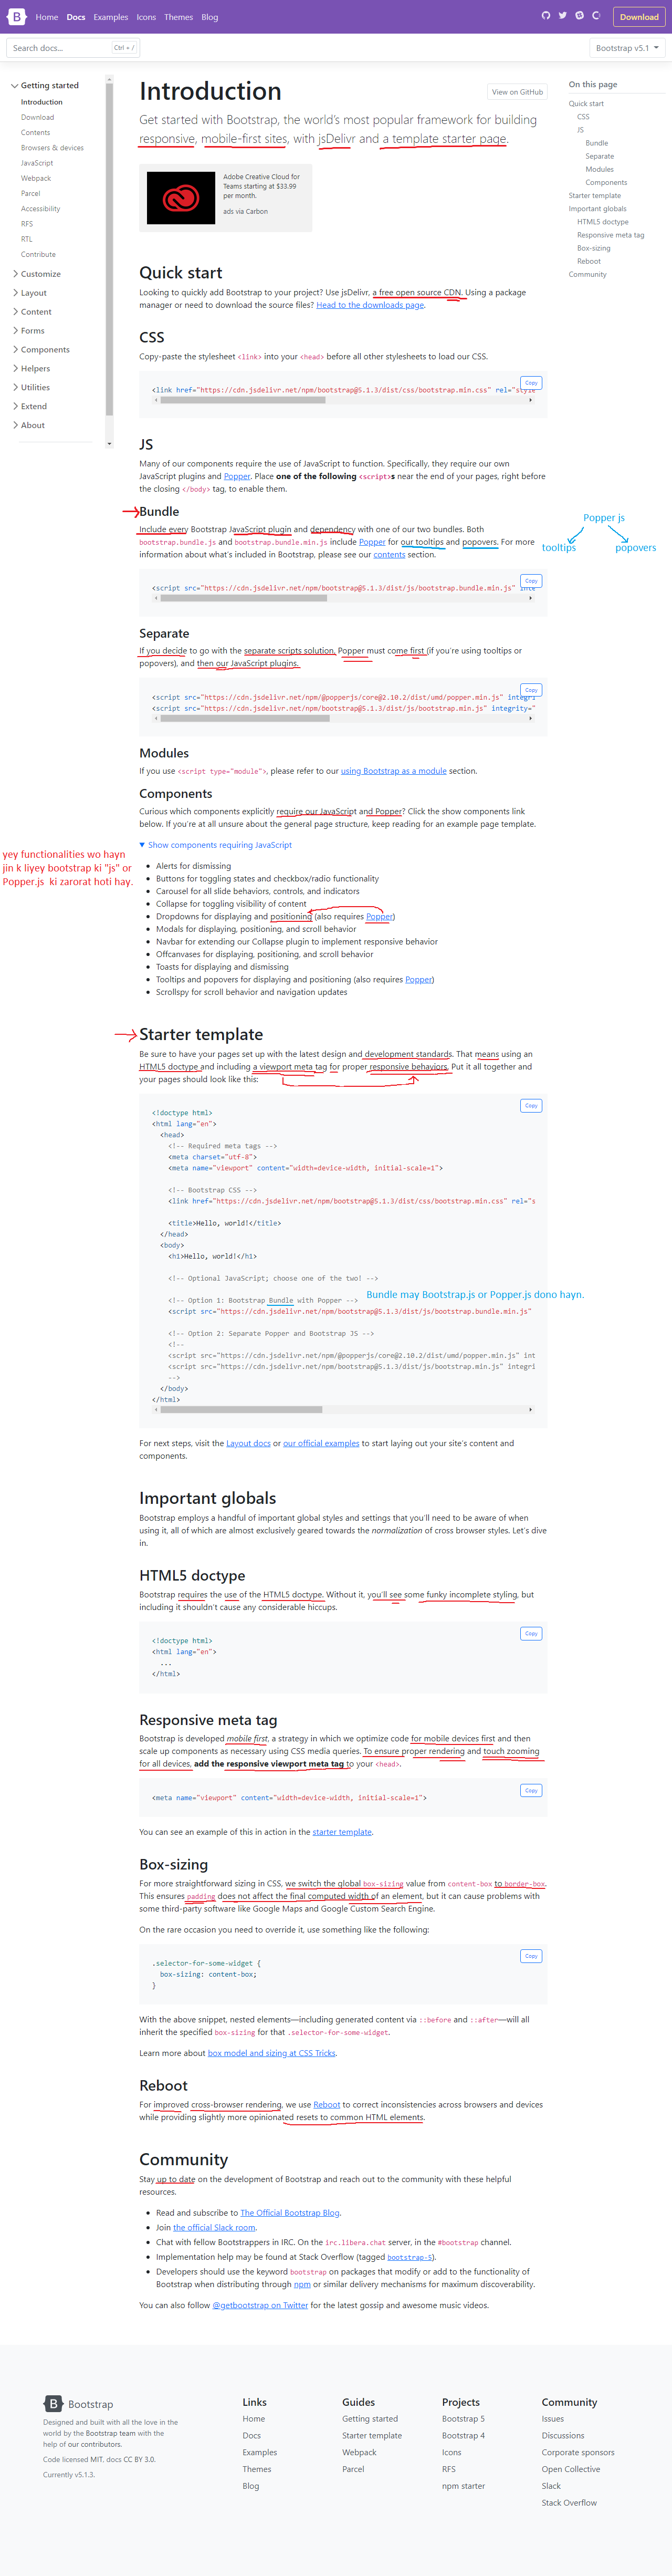 Home Docs Examples Icons Themes Blog
Download
Search docs...
Ctrl + /
Bootstrap v5.1
Getting started
Introduction
Download
Contents
Browsers & devices
JavaScript
Webpack
Parcel
Accessibility
RFS
RTL
Contribute
Customize
Layout
Content
Forms
Components
Helpers
Utilities
Extend
About
Introduction
View on GitHub
Get started with Bootstrap, the world's most popular framework for building
responsive, mobile-first sites, with jsDelivr and a template starter page.
Adobe Creative Cloud for
Teams starting at $33.99
per month.
ads via Carbon
On this page
Quick start
CSS
JS
Bundle
Separate
Modules
Components
Starter template
Important globals
HTML5 doctype
Responsive meta tag
Box-sizing
Reboot
Community
Quick start
Looking to quickly add Bootstrap to your project? Use jsDelivr, a free open source CDN. Using a package
manager or need to download the source files? Head to the downloads page.
CSS
Copy-paste the stylesheet <link> into your <head> before all other stylesheets to load our CSS.
Copy
<link href="https://cdn.jsdelivr.net/npm/bootstrap@5.1.3/dist/css/bootstrap.min.css" rel="style
JS
Many of our components require the use of JavaScript to function. Specifically, they require our own
JavaScript plugins and Popper. Place one of the following <script>s near the end of your pages, right before
the closing </body> tag, to enable them.
Bundle
Include every Bootstrap JavaScript plugin and dependency with one of our two bundles. Both
bootstrap.bundle.js and bootstrap.bundle.min.js include Popper for our tooltips and popovers. For more
information about what's included in Bootstrap, please see our contents section.
Popper js
tooltips popovers
Copy
<script src="https://cdn.jsdelivr.net/npm/bootstrap@5.1.3/dist/js/bootstrap.bundle.min.js" inte
Separate
If you decide to go with the separate scripts solution, Popper must come first (if you're using tooltips or
popovers), and then our JavaScript plugins.
Copy
<script src="https://cdn.jsdelivr.net/npm/@popperjs/core@2.10.2/dist/umd/popper.min.js" integri
<script src="https://cdn.jsdelivr.net/npm/bootstrap@5.1.3/dist/js/bootstrap.min.js" integrity="
Modules
If you use <script type="module">, please refer to our using Bootstrap as a module section.
Components
Curious which components explicitly require our JavaScript and Popper? Click the show components link
below. If you're at all unsure about the general page structure, keep reading for an example page template.
Show components requiring JavaScript
yey functionalities wo hayn
jin k liyey bootstrap ki "js" or
Popper.js ki zarorat hoti hay.
Alerts for dismissing
Buttons for toggling states and checkbox/radio functionality
Carousel for all slide behaviors, controls, and indicators
Collapse for toggling visibility of content
Dropdowns for displaying and positioning (also requires Popper)
Modals for displaying, positioning, and scroll behavior
Navbar for extending our Collapse plugin to implement responsive behavior
Offcanvases for displaying, positioning, and scroll behavior
Toasts for displaying and dismissing
Tooltips and popovers for displaying and positioning (also requires Popper)
Scrollspy for scroll behavior and navigation updates
Starter template
Be sure to have your pages set up with the latest design and development standards. That means using an
HTML5 doctype and including a viewport meta tag for proper responsive behaviors. Put it all together and
your pages should look like this:
Copy
<!doctype html>
<html lang="en">
<head>
<!-- Required meta tags -->
<meta charset="utf-8">
<meta name="viewport" content="width=device-width, initial-scale=1">
<!-- Bootstrap CSS -->
<link href="https://cdn.jsdelivr.net/npm/bootstrap@5.1.3/dist/css/bootstrap.min.css" rel="s
<title>Hello, world!</title>
</head>
<body>
<h1>Hello, world!</h1>
<!-- Optional JavaScript; choose one of the two! -->
<!-- Option 1: Bootstrap Bundle with Popper --> Bundle may Bootstrap.js or Popper.js dono hayn.
<script src="https://cdn.jsdelivr.net/npm/bootstrap@5.1.3/dist/js/bootstrap.bundle.min.js"
<!-- Option 2: Separate Popper and Bootstrap JS -->
<!--
<script src="https://cdn.jsdelivr.net/npm/@popperjs/core@2.10.2/dist/umd/popper.min.js" int
<script src="https://cdn.jsdelivr.net/npm/bootstrap@5.1.3/dist/js/bootstrap.min.js" integri
-->
</body>
</html>
For next steps, visit the Layout docs or our official examples to start laying out your site's content and
components.
Important globals
Bootstrap employs a handful of important global styles and settings that you'll need to be aware of when
using it, all of which are almost exclusively geared towards the normalization of cross browser styles. Let's dive
in.
HTML5 doctype
Bootstrap requires the use of the HTML5 doctype. Without it, you'll see some funky incomplete styling, but
including it shouldn't cause any considerable hiccups.
Copy
<!doctype html>
<html lang="en">
...
</html>
Responsive meta tag
Bootstrap is developed mobile first, a strategy in which we optimize code for mobile devices first and then
scale up components as necessary using CSS media queries. To ensure proper rendering and touch zooming
for all devices, add the responsive viewport meta tag to your <head>.
Copy
<meta name="viewport" content="width=device-width, initial-scale=1">
You can see an example of this in action in the starter template.
Box-sizing
For more straightforward sizing in CSS, we switch the global box-sizing value from content-box to border-box.
This ensures padding does not affect the final computed width of an element, but it can cause problems with
some third-party software like Google Maps and Google Custom Search Engine.
On the rare occasion you need to override it, use something like the following:
Copy
.selector-for-some-widget {
box-sizing: content-box;
}
With the above snippet, nested elements—including generated content via ::before and ::after—will all
inherit the specified box-sizing for that .selector-for-some-widget.
Learn more about box model and sizing at CSS Tricks.
Reboot
For improved cross-browser rendering, we use Reboot to correct inconsistencies across browsers and devices
while providing slightly more opinionated resets to common HTML elements.
Community
Stay up to date on the development of Bootstrap and reach out to the community with these helpful
resources.
Read and subscribe to The Official Bootstrap Blog.
Join the official Slack room.
Chat with fellow Bootstrappers in IRC. On the irc.libera.chat server, in the #bootstrap channel.
Implementation help may be found at Stack Overflow (tagged bootstrap-5).
Developers should use the keyword bootstrap on packages that modify or add to the functionality of
Bootstrap when distributing through npm or similar delivery mechanisms for maximum discoverability.
You can also follow @getbootstrap on Twitter for the latest gossip and awesome music videos.
Bootstrap
Designed and built with all the love in the
world by the Bootstrap team with the
help of our contributors.
Code licensed MIT, docs CC BY 3.0.
Currently v5.1.3.
Links
Home
Docs
Examples
Themes
Blog
Guides
Getting started
Starter template
Webpack
Parcel
Projects
Bootstrap 5
Bootstrap 4
Icons
RFS
npm starter
Community
Issues
Discussions
Corporate sponsors
Open Collective
Slack
Stack Overflow